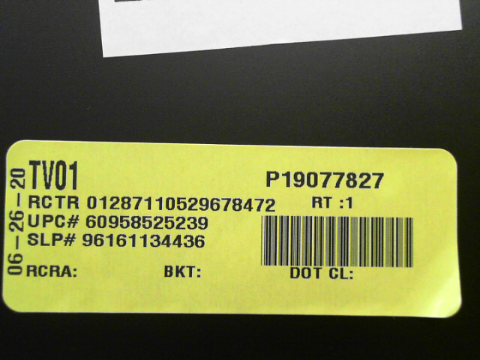 06-26-20
TV01
P19077827
RCTR 01287110529678472 RT :1
UPC# 60958525239
SLP# 96161134436
RCRA: BKT: DOT CL: